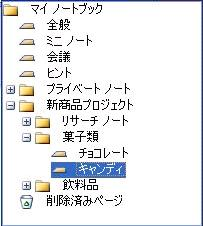 マイ ノートブック
全般
ミニ ノート
会議
ヒント
プライベート ノート
新商品プロジェクト
リサーチ ノート
菓子類
チョコレート
キャンディ
飲料品
削除済みページ